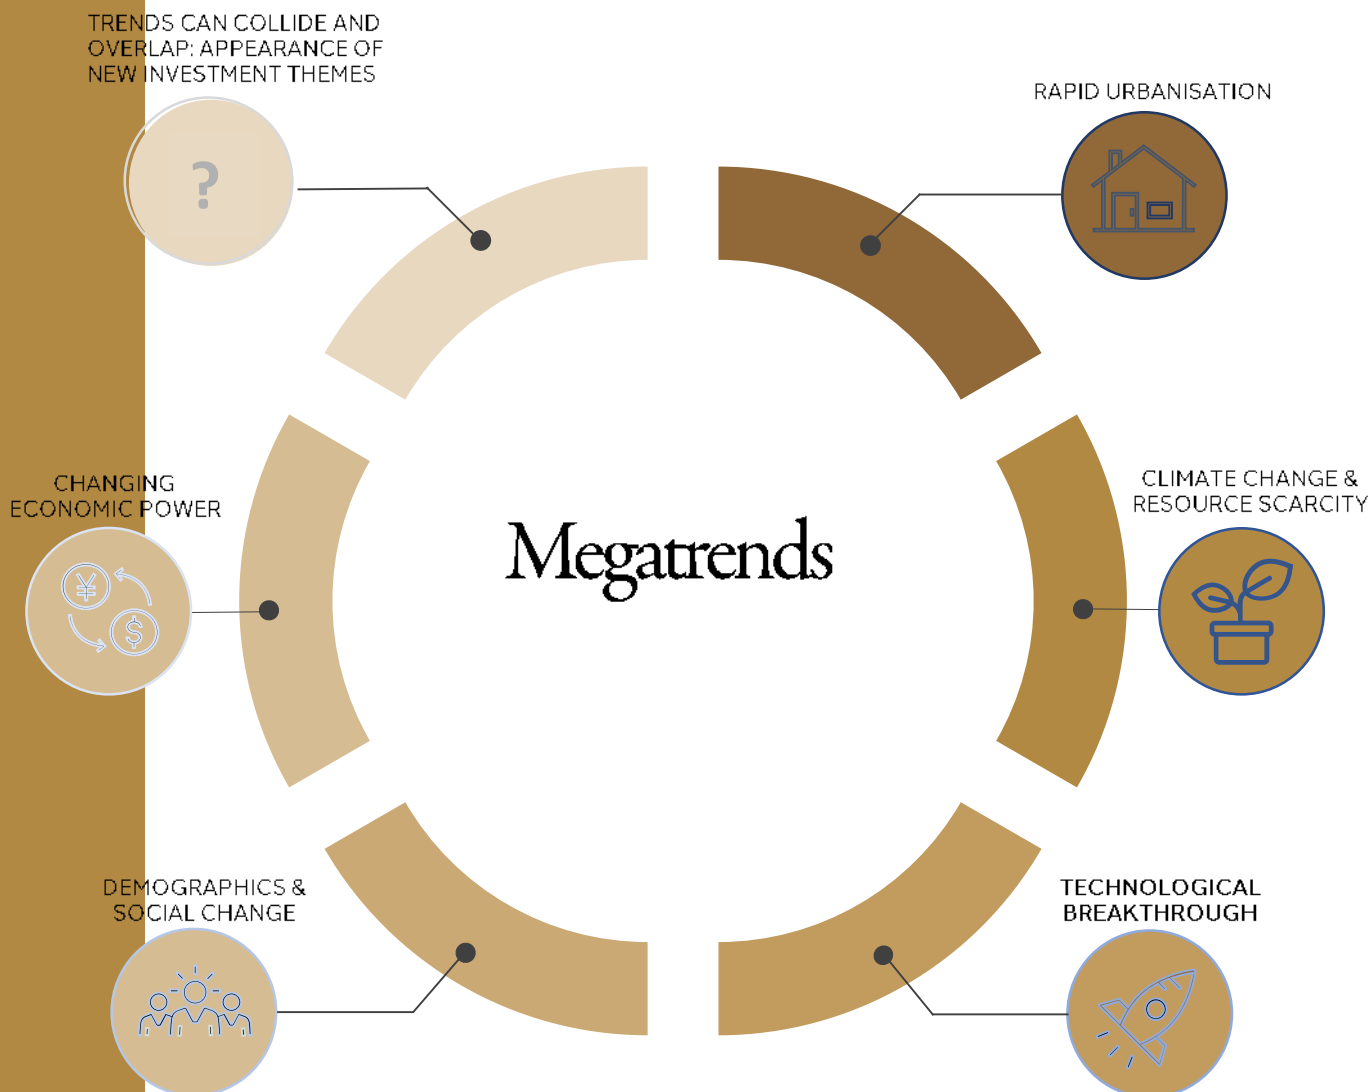 TRENDS CAN COLLIDE AND
OVERLAP: APPEARANCE OF
NEW INVESTMENT THEMES
?
RAPID URBANISATION
CHANGING
ECONOMIC POWER
¥
$
Megatrends
CLIMATE CHANGE &
RESOURCE SCARCITY
DEMOGRAPHICS &
SOCIAL CHANGE
TECHNOLOGICAL
BREAKTHROUGH